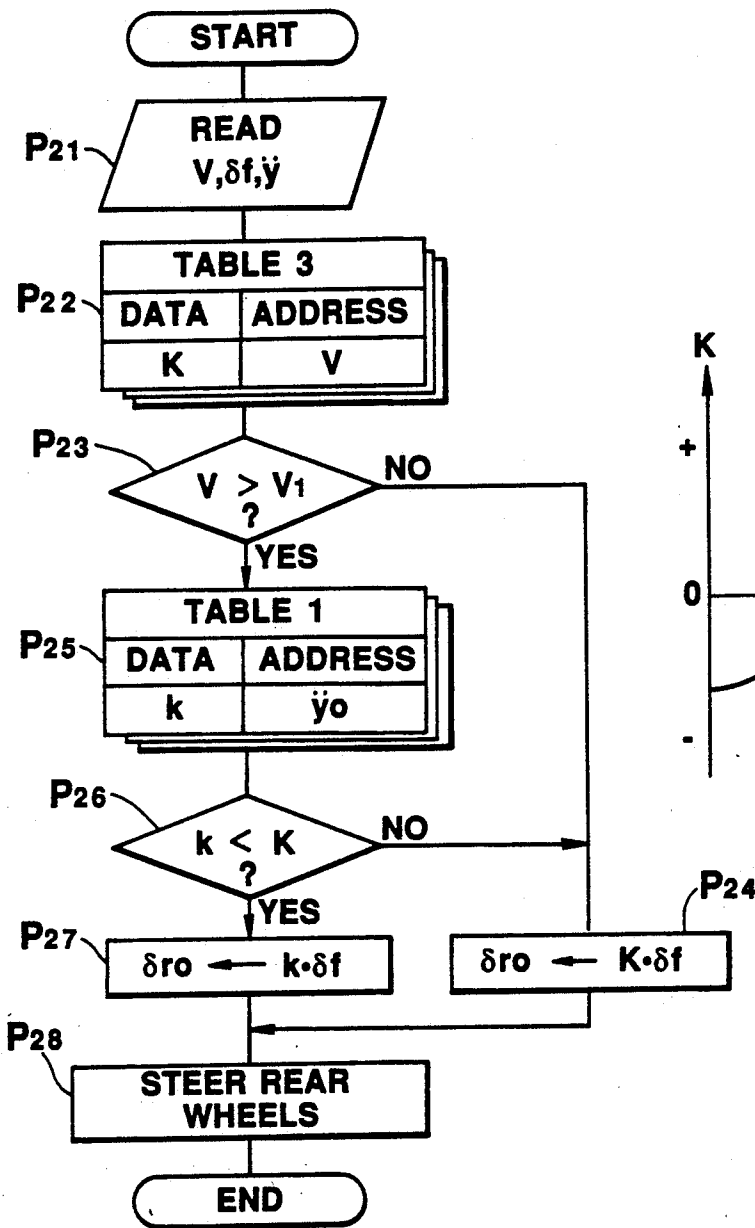 START
P21
READ
V,δf,ÿ
TABLE 3
P22
DATA ADDRESS
K V
P23
V > V1
?
NO
YES
TABLE 1
P25
DATA ADDRESS
k ÿo
P26
k < K
?
NO
YES
P27
δro ← k•δf
P24
δro ← K•δf
P28
STEER REAR
WHEELS
END
K
+
0
-